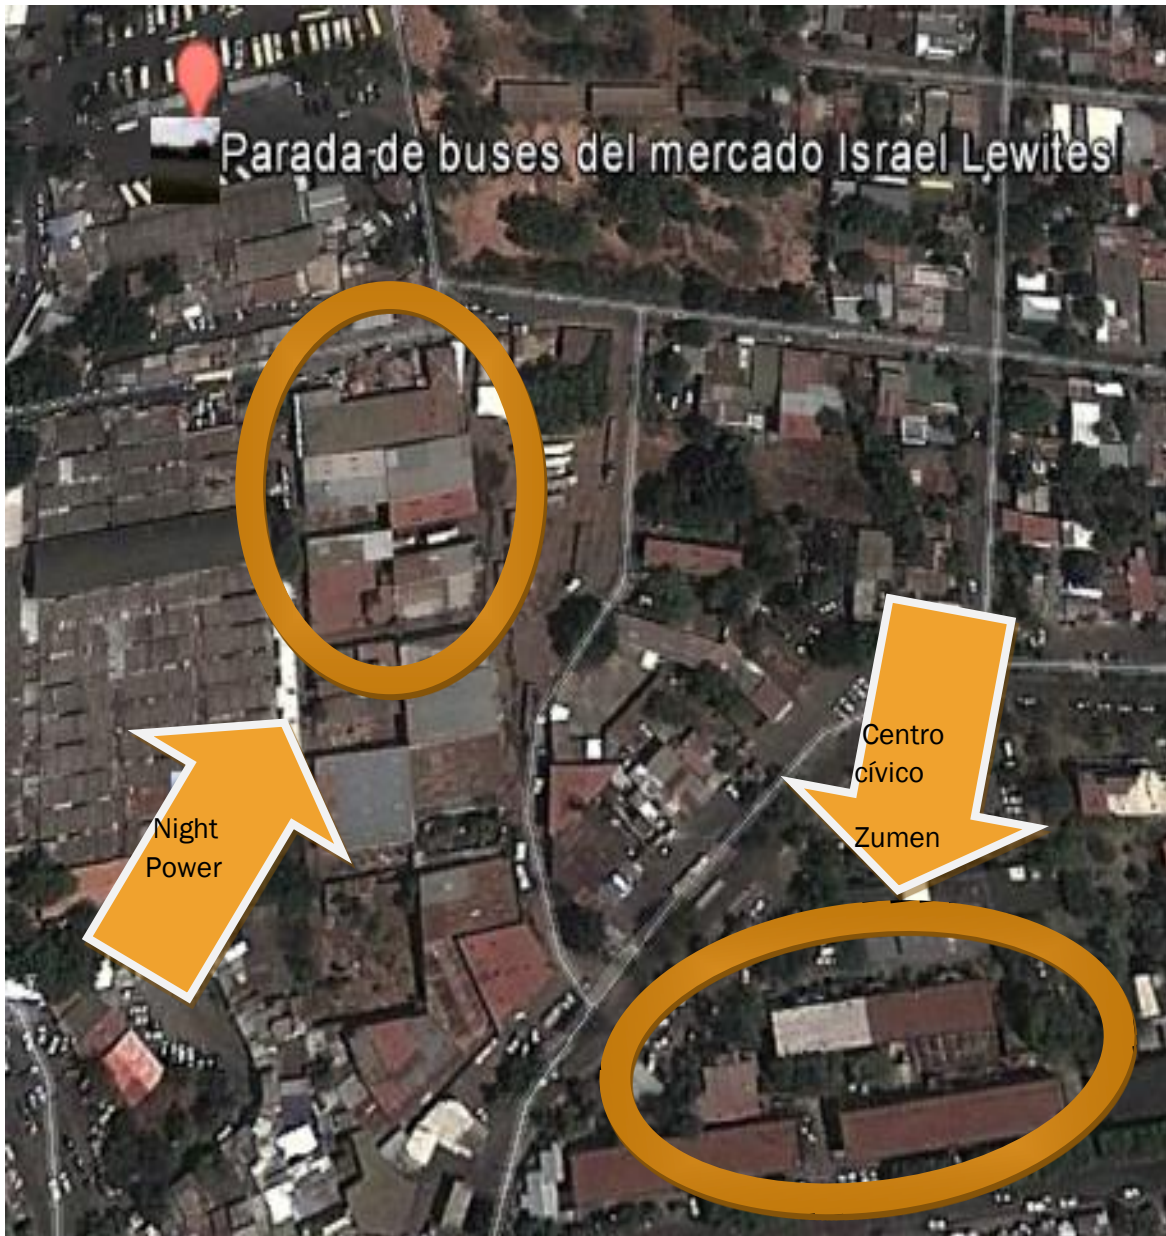 Parada de buses del mercado Israel Lewites
Centro
cívico
Zumen
Night
Power